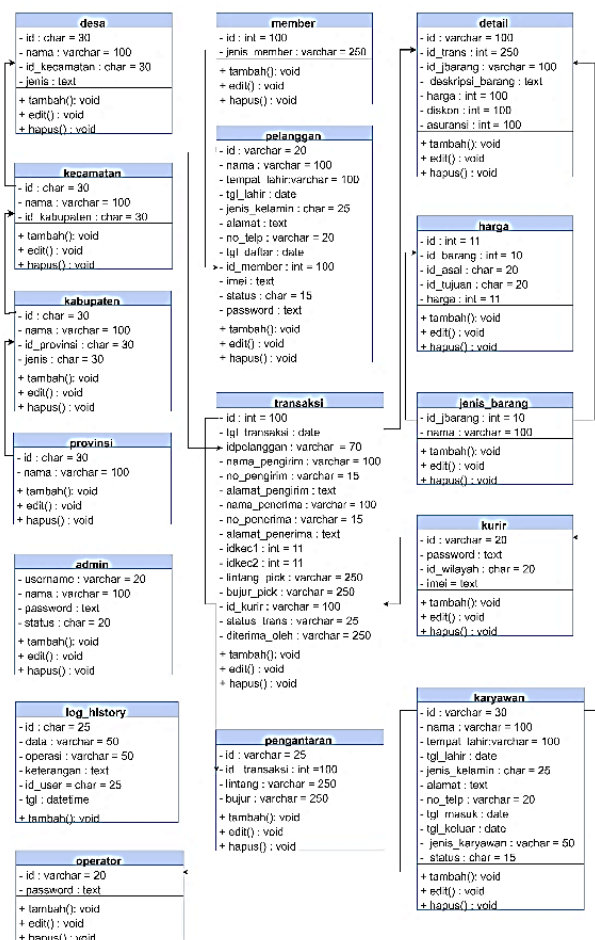 desa
- id : char = 30
- nama : varchar = 100
- id_kecamatan : char = 30
- jenis : text
+ tambah(): void
+ edit() : void
+ hapus() : void
kecamatan
- id : char = 30
- nama : varchar = 100
- id_kabupaten : char = 30
+ tambah(): void
+ edit() : void
+ hapus() : void
kabupaten
- id : char = 30
- nama : varchar = 100
- id_provinsi : char = 30
- jenis : char = 30
+ tambah(): void
+ edit() : void
+ hapus() : void
provinsi
- id : char = 30
- nama : varchar = 100
+ tambah(): void
+ edit() : void
+ hapus() : void
admin
- username : varchar = 20
- nama : varchar = 100
- password : text
- status : char = 20
+ tambah(): void
+ edit() : void
+ hapus() : void
log_history
- id : char = 25
- data : varchar = 50
- operasi : varchar = 50
- keterangan : text
- id_user = char = 25
- tgl : datetime
+ tambah(): void
operator
- id : varchar = 20
- password : text
+ tambah(): void
+ edit() : void
+ hapus() : void
member
- id : int = 100
- jenis_member : varchar = 250
+ tambah(): void
+ edit() : void
+ hapus() : void
pelanggan
- id : varchar = 20
- nama : varchar = 100
- tempat_lahir:varchar = 100
- tgl_lahir : date
- jenis_kelamin : char = 25
- alamat : text
- no_telp : varchar = 20
- tgl_daftar : date
- id_member : int = 100
- imei : text
- status : char = 15
- password : text
+ tambah(): void
+ edit() : void
+ hapus() : void
transaksi
- id : int = 100
- tgl_transaksi : date
- idpelanggan : varchar = 70
- nama_pengirim : varchar = 100
- no_pengirim : varchar = 15
- alamat_pengirim : text
- nama_penerima : varchar = 100
- no_penerima : varchar = 15
- alamat_penerima : text
- idkec1 : int = 11
- idkec2 : int = 11
- lintang_pick : varchar = 250
- bujur_pick : varchar = 250
- id_kurir : varchar = 100
- status_trans : varchar = 25
- diterima_oleh : varchar = 250
+ tambah(): void
+ edit() : void
+ hapus() : void
pengantaran
- id : varchar = 25
- id_transaksi : int =100
- lintang : varchar = 250
- bujur : varchar = 250
+ tambah(): void
+ edit() : void
+ hapus() : void
detail
- id : varchar = 100
- id_trans : int = 250
- id_jbarang : varchar = 100
- deskripsi_barang : text
- harga : int = 100
- diskon : int = 100
- asuransi : int = 100
+ tambah(): void
+ edit() : void
+ hapus() : void
harga
- id : int = 11
- id_barang : int = 10
- id_asal : char = 20
- id_tujuan : char = 20
- harga : int = 11
+ tambah(): void
+ edit() : void
+ hapus() : void
jenis_barang
- id_jbarang : int = 10
- nama : varchar = 100
+ tambah(): void
+ edit() : void
+ hapus() : void
kurir
- id : varchar = 20
- password : text
- id_wilayah : char = 20
- imei = text
+ tambah(): void
+ edit() : void
+ hapus() : void
karyawan
- id : varchar = 30
- nama : varchar = 100
- tempat_lahir:varchar = 100
- tgl_lahir : date
- jenis_kelamin : char = 25
- alamat : text
- no_telp : varchar = 20
- tgl_masuk : date
- tgl_keluar : date
- jenis_karyawan : vachar = 50
- status : char = 15
+ tambah(): void
+ edit() : void
+ hapus() : void